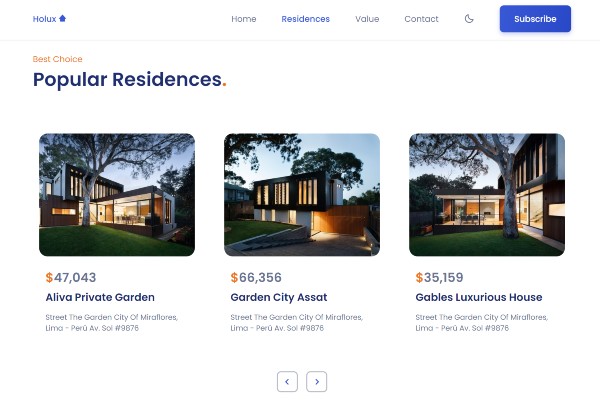 Holux
Home
Residences
Value
Contact
Subscribe
Best Choice
Popular Residences.
$47,043
Aliva Private Garden
Street The Garden City Of Miraflores,
Lima - Perú Av. Sol #9876
$66,356
Garden City Assat
Street The Garden City Of Miraflores,
Lima - Perú Av. Sol #9876
$35,159
Gables Luxurious House
Street The Garden City Of Miraflores,
Lima - Perú Av. Sol #9876